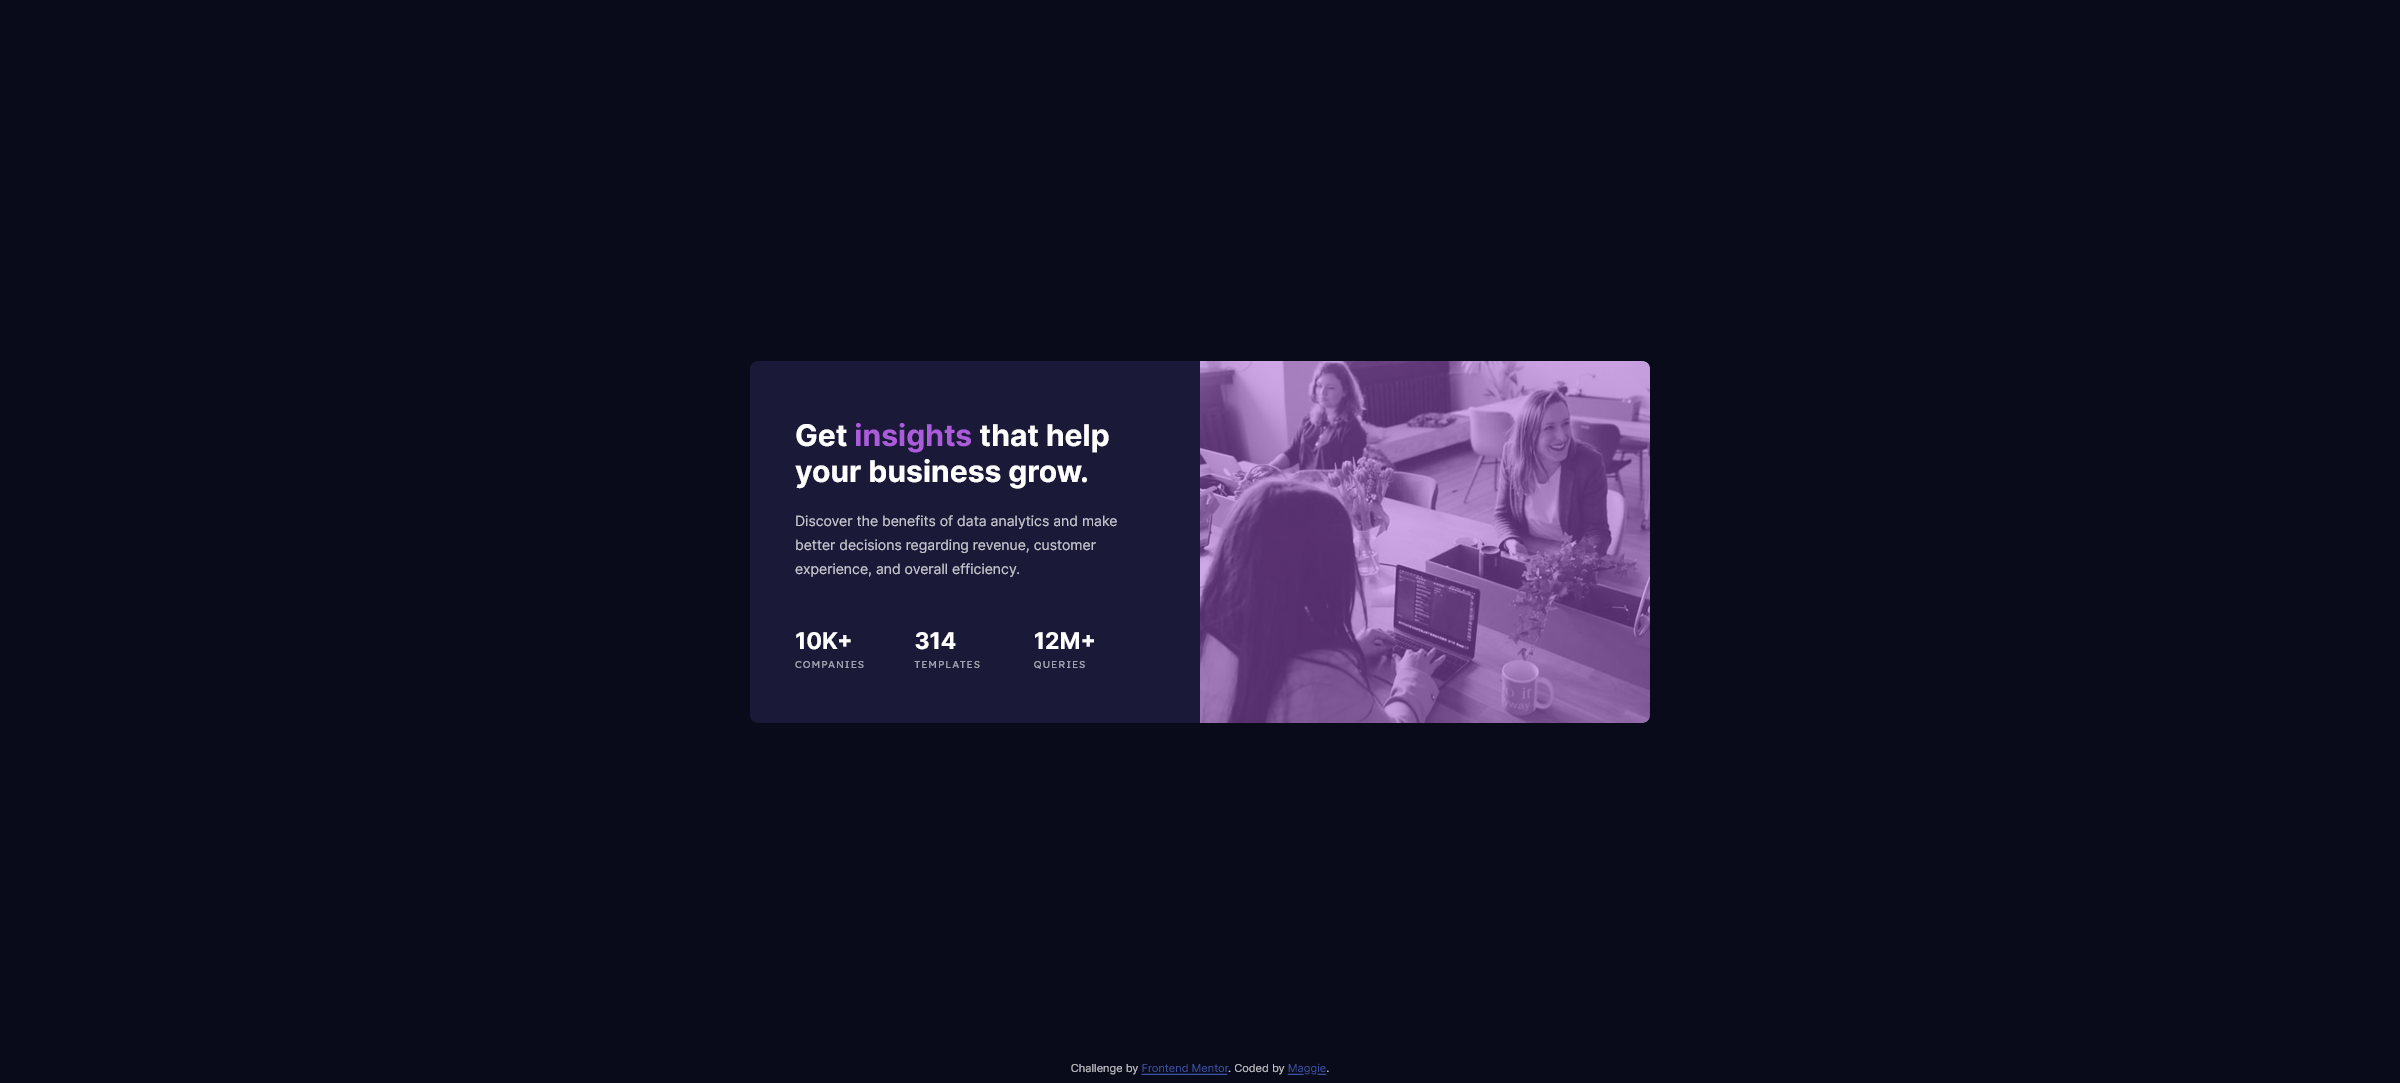 Get insights that help
your business grow.
Discover the benefits of data analytics and make
better decisions regarding revenue, customer
experience, and overall efficiency.
10K+ 314 12M+
COMPANIES TEMPLATES QUERIES
Challenge by Frontend Mentor. Coded by Maggie.